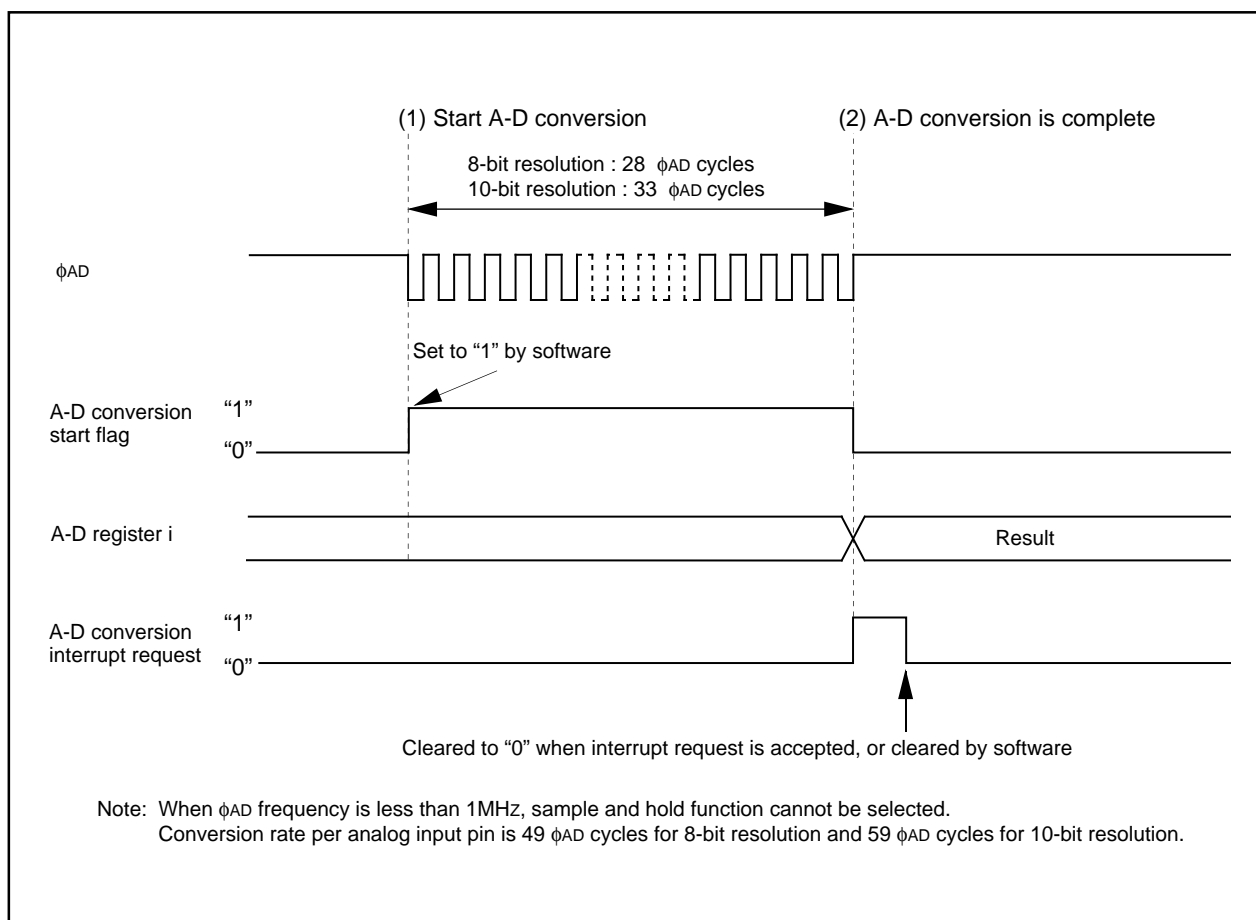 (1) Start A-D conversion
(2) A-D conversion is complete
8-bit resolution : 28 ϕAD cycles
10-bit resolution : 33 ϕAD cycles
ϕAD
Set to “1” by software
A-D conversion
start flag
“1”
“0”
A-D register i
Result
A-D conversion
interrupt request
“1”
“0”
Cleared to “0” when interrupt request is accepted, or cleared by software
Note: When ϕAD frequency is less than 1MHz, sample and hold function cannot be selected.
Conversion rate per analog input pin is 49 ϕAD cycles for 8-bit resolution and 59 ϕAD cycles for 10-bit resolution.